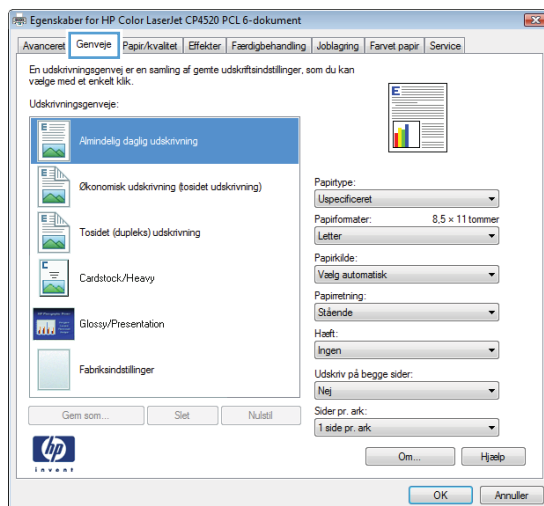 Egenskaber for HP Color LaserJet CP4520 PCL 6-dokument
Avanceret Genveje Papir/kvalitet Effekter Færdigbehandling Joblagring Farvet papir Service
En udskrivningsgenvej er en samling af gemte udskriftsindstillinger, som du kan
vælge med et enkelt klik.
Udskrivningsgenveje:
Almindelig daglig udskrivning
Økonomisk udskrivning (tosidet udskrivning)
Tosidet (dupleks) udskrivning
Cardstock/Heavy
Glossy/Presentation
Fabriksindstillinger
Gem som... Slet Nulstil
Papirtype:
Uspecificeret
Papirformater: 8,5 × 11 tommer
Letter
Papirkilde:
Vælg automatisk
Papirretning:
Stående
Hæft:
Ingen
Udskriv på begge sider:
Nej
Sider pr. ark:
1 side pr. ark
hp
invent
Om... Hjælp
OK Annuller